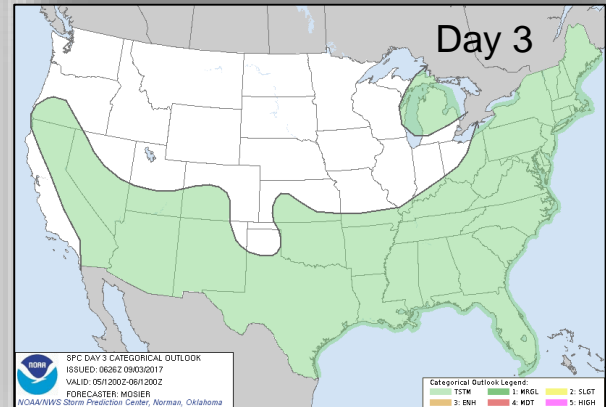 Day 3
NOAA
SPC DAY 3 CATEGORICAL OUTLOOK
ISSUED: 0626Z 09/03/2017
VALID: 05/1200Z-06/1200Z
FORECASTER: MOSIER
NOAA/NWS Storm Prediction Center, Norman, Oklahoma
Categorical Outlook Legend:
TSTM 1: MRGL 2: SLGT
3: ENH 4: MDT 5: HIGH